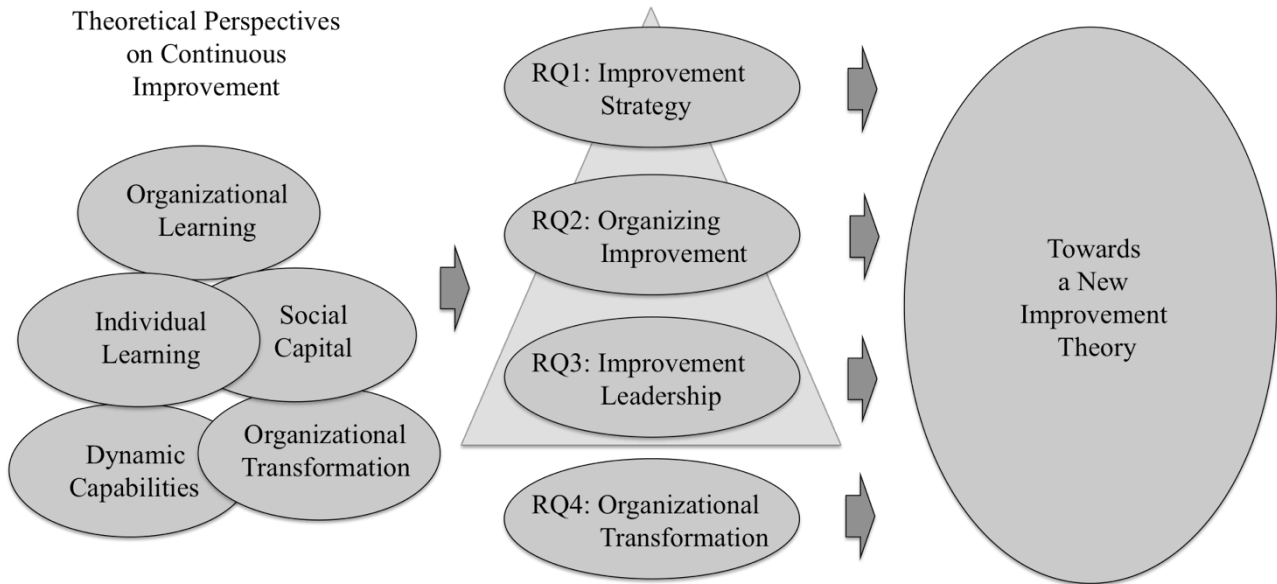 Theoretical Perspectives
on Continuous
Improvement
Organizational
Learning
Individual
Learning
Social
Capital
Dynamic
Capabilities
Organizational
Transformation
RQ1: Improvement
Strategy
RQ2: Organizing
Improvement
RQ3: Improvement
Leadership
RQ4: Organizational
Transformation
Towards
a New
Improvement
Theory